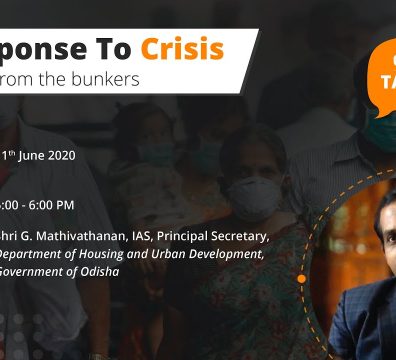 ponse To Crisis
from the bunkers
TA
1th June 2020
:00 - 6:00 PM
hri G. Mathivathanan, IAS, Principal Secretary,
Department of Housing and Urban Development,
Government of Odisha